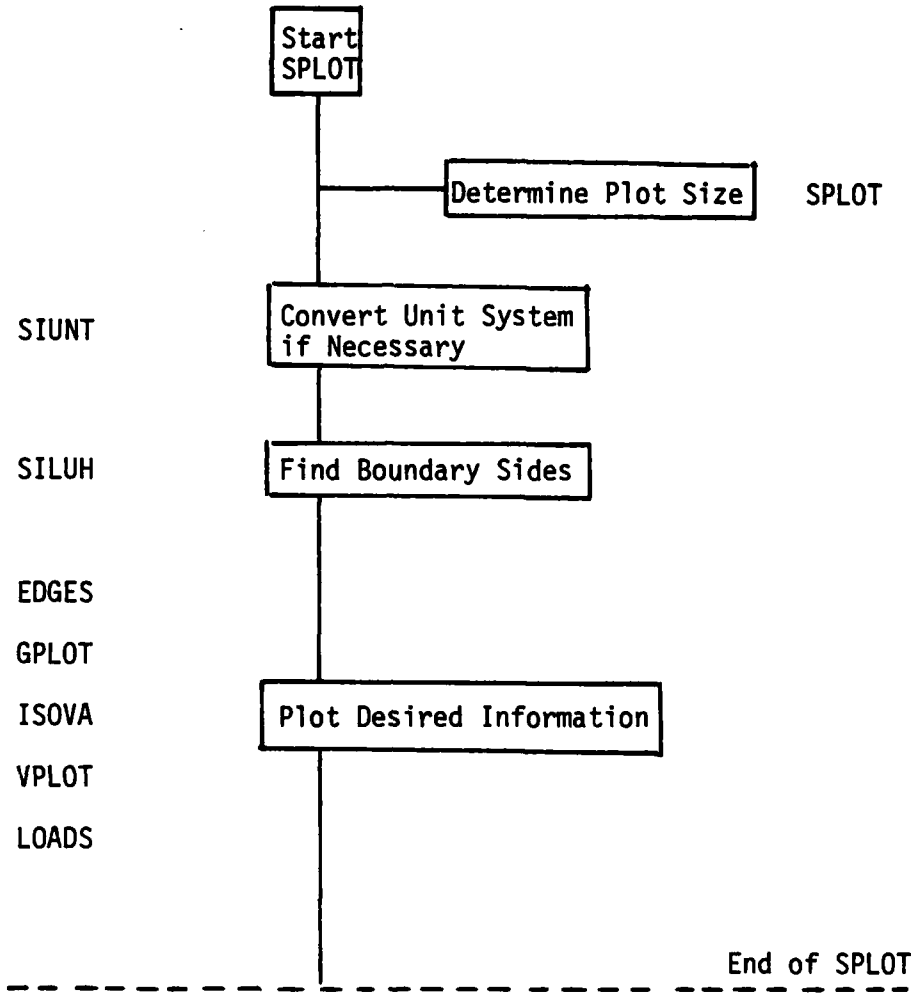 Start
SPLOT
Determine Plot Size
SPLOT
SIUNT
Convert Unit System
if Necessary
SILUH
Find Boundary Sides
EDGES
GPLOT
ISOVA
Plot Desired Information
VPLOT
LOADS
End of SPLOT